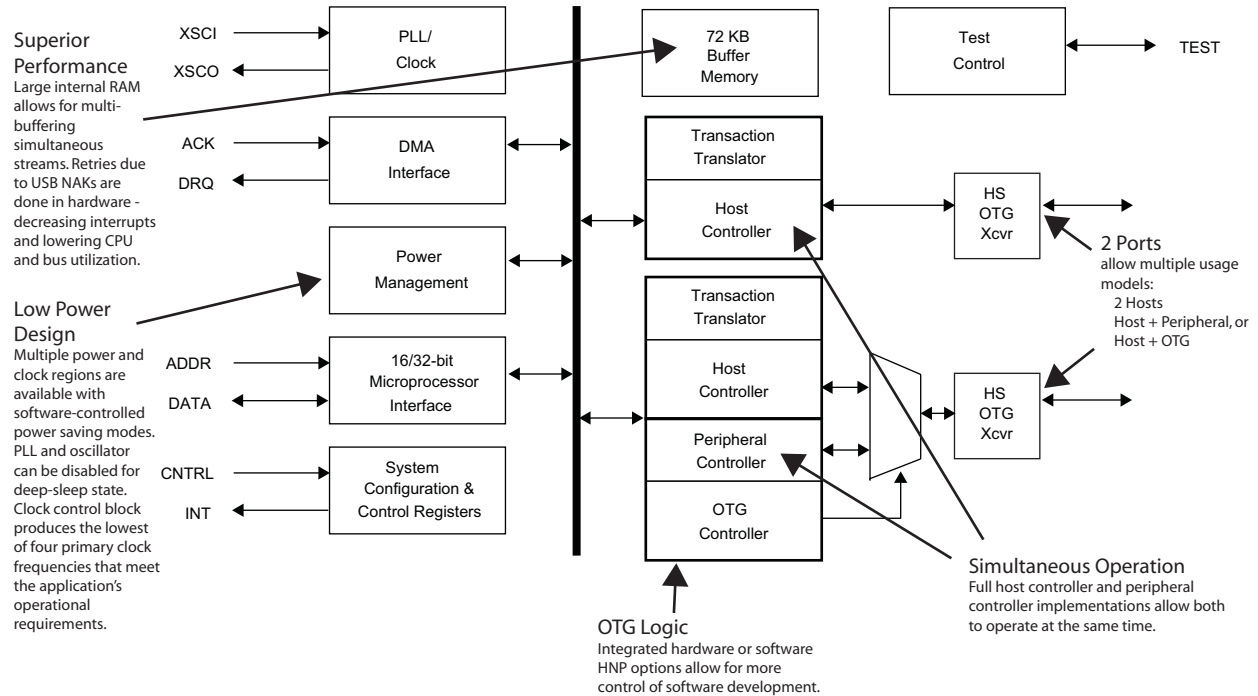 Superior
Performance
Large internal RAM
allows for multi-
buffering
simultaneous
streams. Retries due
to USB NAKs are
done in hardware -
decreasing interrupts
and lowering CPU
and bus utilization.
Low Power
Design
Multiple power and
clock regions are
available with
software-controlled
power saving modes.
PLL and oscillator
can be disabled for
deep-sleep state.
Clock control block
produces the lowest
of four primary clock
frequencies that meet
the application's
operational
requirements.
XSCI
XSCO
PLL/
Clock
ACK
DRQ
DMA
Interface
Power
Management
ADDR
DATA
16/32-bit
Microprocessor
Interface
CNTRL
INT
System
Configuration &
Control Registers
72 KB
Buffer
Memory
Test
Control
TEST
Transaction
Translator
Host
Controller
HS
OTG
Xcvr
2 Ports
allow multiple usage
models:
2 Hosts
Host + Peripheral, or
Host + OTG
Transaction
Translator
Host
Controller
Peripheral
Controller
OTG
Controller
HS
OTG
Xcvr
Simultaneous Operation
Full host controller and peripheral
controller implementations allow both
to operate at the same time.
OTG Logic
Integrated hardware or software
HNP options allow for more
control of software development.